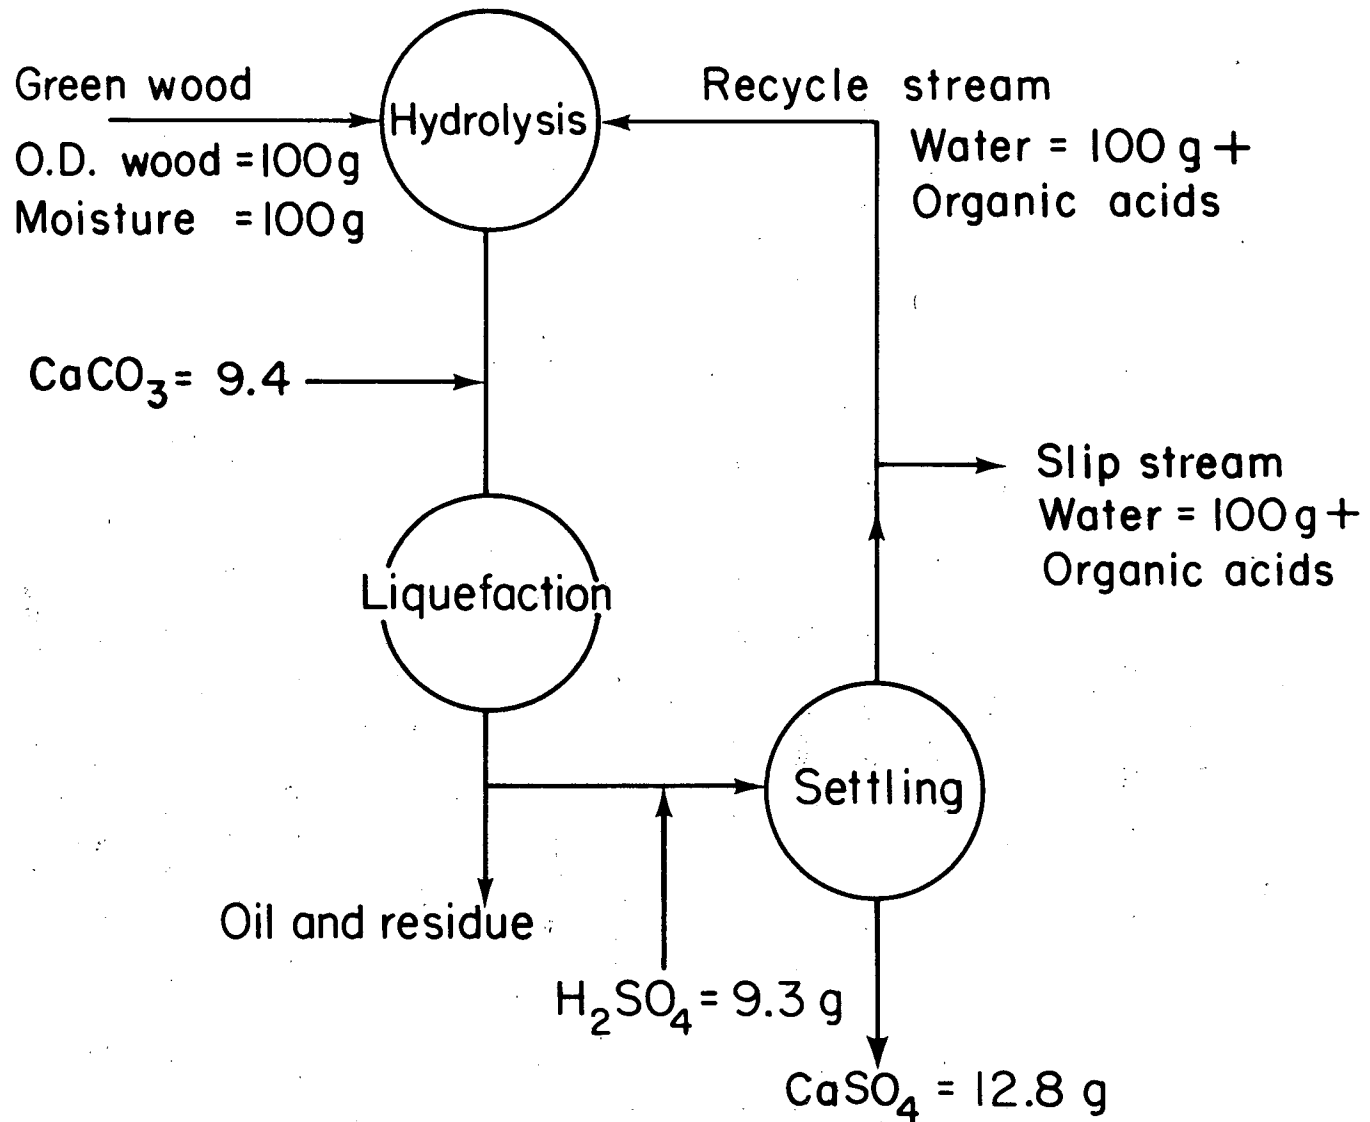 Green wood
O.D. wood = 100 g
Moisture = 100 g
Hydrolysis
Recycle stream
Water = 100 g +
Organic acids
CaCO₃ = 9.4
Slip stream
Water = 100 g +
Organic acids
Liquefaction
Settling
Oil and residue
H₂SO₄ = 9.3 g
CaSO₄ = 12.8 g